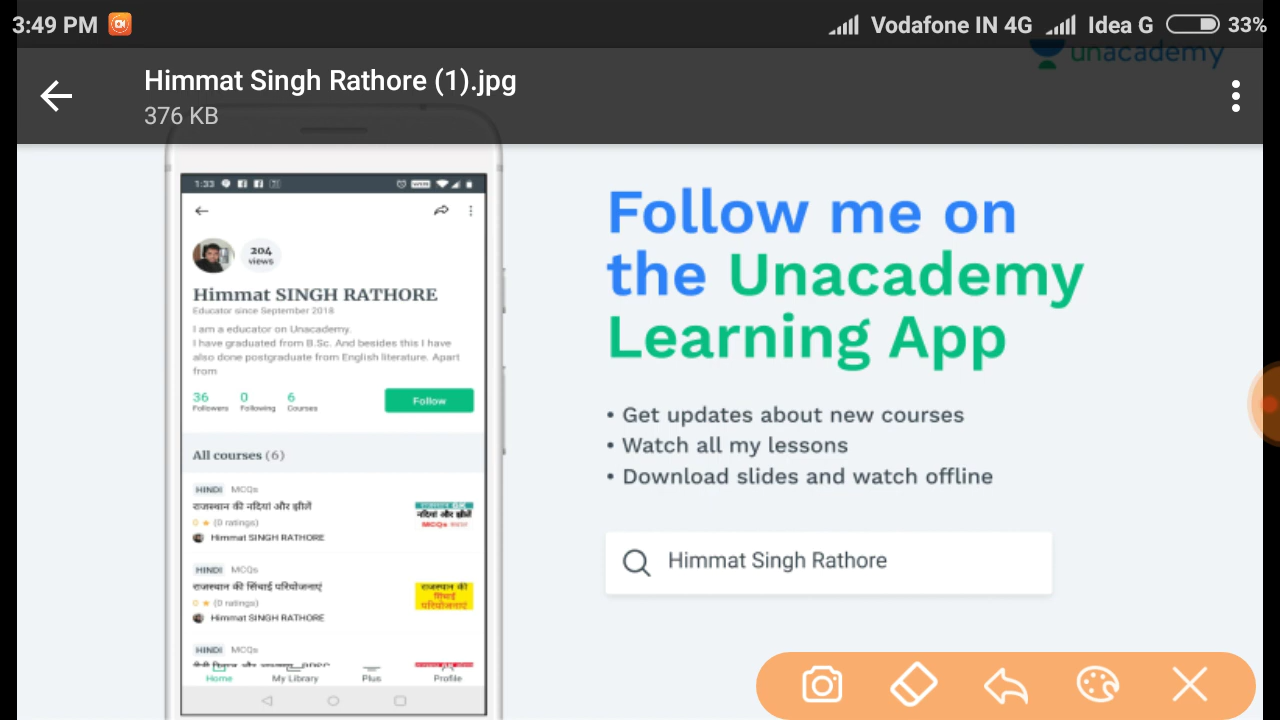 3:49 PM
Vodafone IN 4G
Idea G
33%
unacademy
Himmat Singh Rathore (1).jpg
376 KB
1:33
204
views
Himmat SINGH RATHORE
Educator since September 2018
I am a educator on Unacademy.
I have graduated from B.Sc. And besides this I have
also done postgraduate from English literature. Apart
from
36 0 6
Followers Following Courses
Follow
All courses (6)
HINDI MCQs
राजस्थान की नदियां और झीलें
0 ★ (0 ratings)
Himmat SINGH RATHORE
नदियां और झीलें
MCQs
HINDI MCQs
राजस्थान की सिंचाई परियोजनाएं
0 ★ (0 ratings)
Himmat SINGH RATHORE
राजस्थान की
सिंचाई
परियोजनाएं
HINDI MCQs
Home My Library Plus Profile
Follow me on
the Unacademy
Learning App
• Get updates about new courses
• Watch all my lessons
• Download slides and watch offline
Himmat Singh Rathore